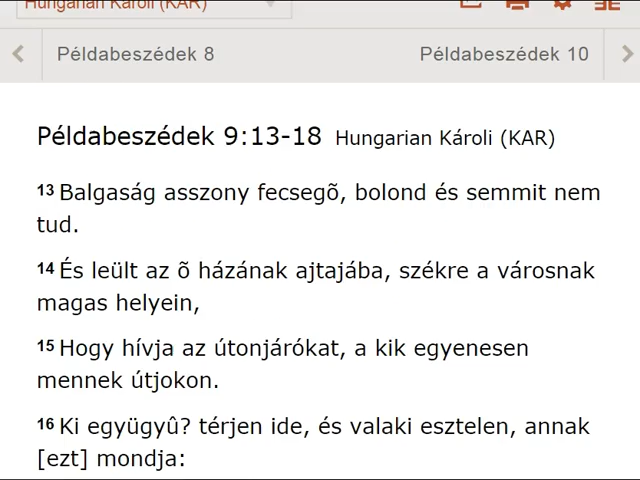 Hungarian Károli (KAR)
Példabeszédek 8
Példabeszédek 10
Példabeszédek 9:13-18 Hungarian Károli (KAR)
13 Balgaság asszony fecsegõ, bolond és semmit nem
tud.
14 És leült az õ házának ajtajába, székre a városnak
magas helyein,
15 Hogy hívja az útonjárókat, a kik egyenesen
mennek útjokon.
16 Ki együgyû? térjen ide, és valaki esztelen, annak
[ezt] mondja: